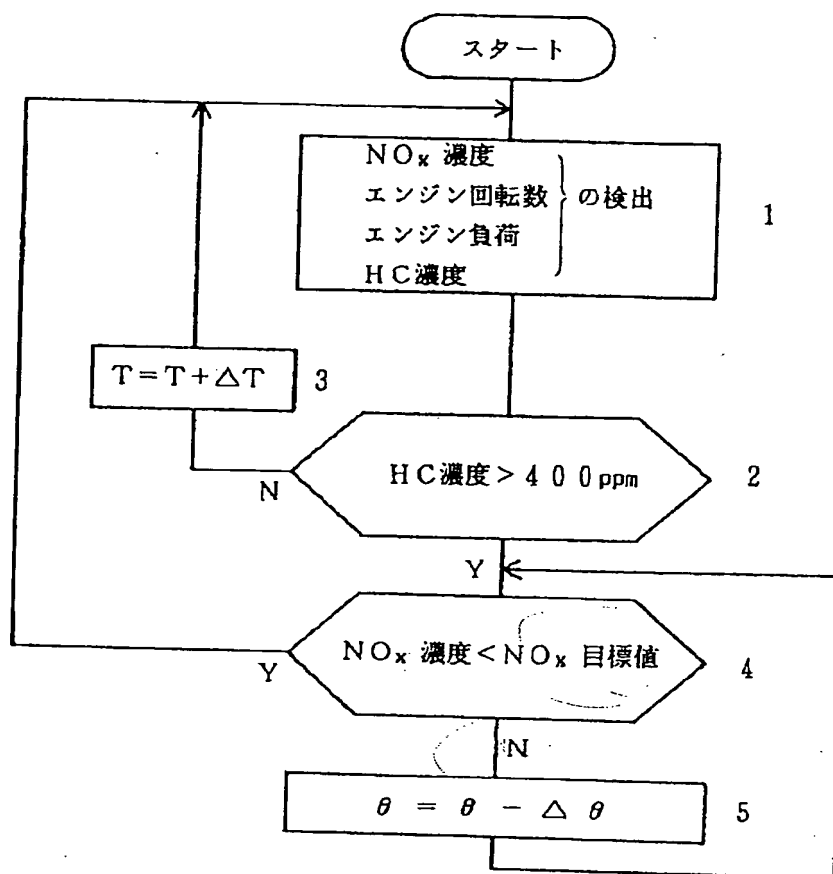 スタート
NOx 濃度
エンジン回転数
の検出
エンジン負荷
HC濃度
1
T=T+△T
3
HC濃度>400ppm
2
N
Y
NOx 濃度<NOx 目標値
4
Y
N
θ = θ - △ θ
5